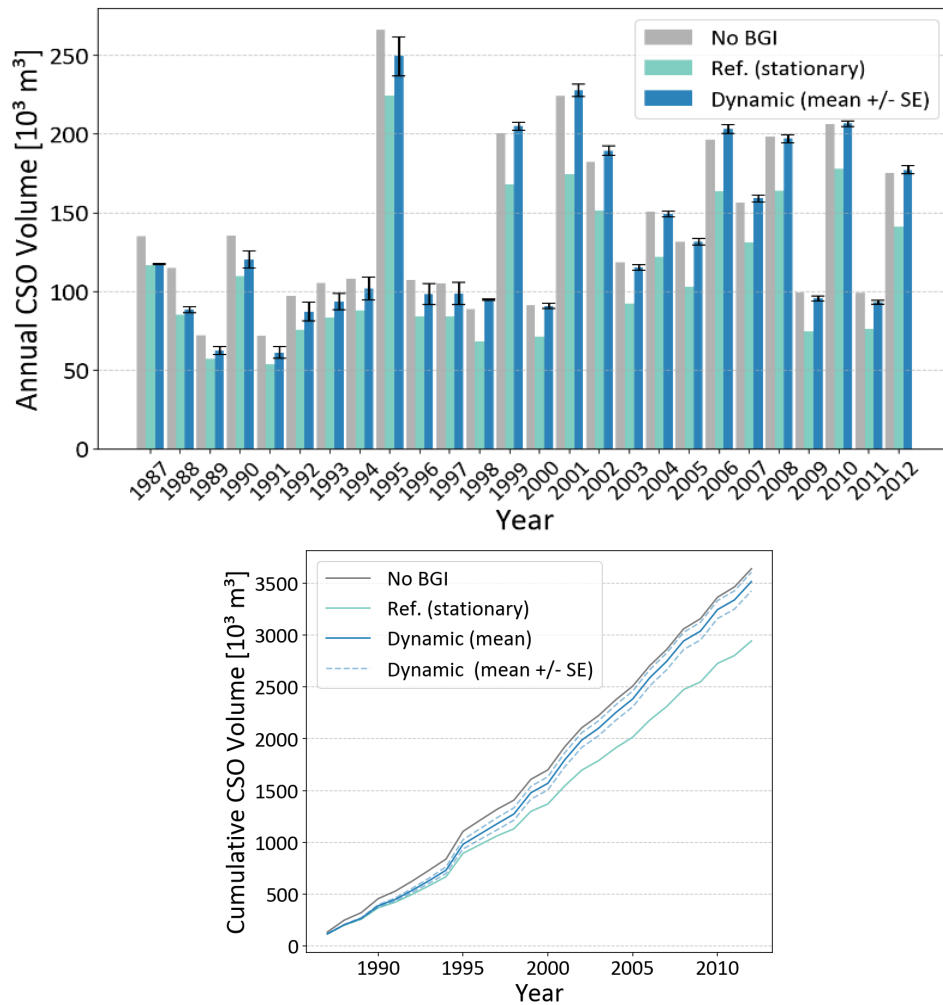 Annual CSO Volume [10³ m³]
250
200
150
100
50
0
No BGI
Ref. (stationary)
Dynamic (mean +/- SE)
1987 1988 1989 1990 1991 1992 1993 1994 1995 1996 1997 1998 1999 2000 2001 2002 2003 2004 2005 2006 2007 2008 2009 2010 2011 2012
Year
Cumulative CSO Volume [10³ m³]
3500
3000
2500
2000
1500
1000
500
0
No BGI
Ref. (stationary)
Dynamic (mean)
Dynamic (mean +/- SE)
1990 1995 2000 2005 2010
Year